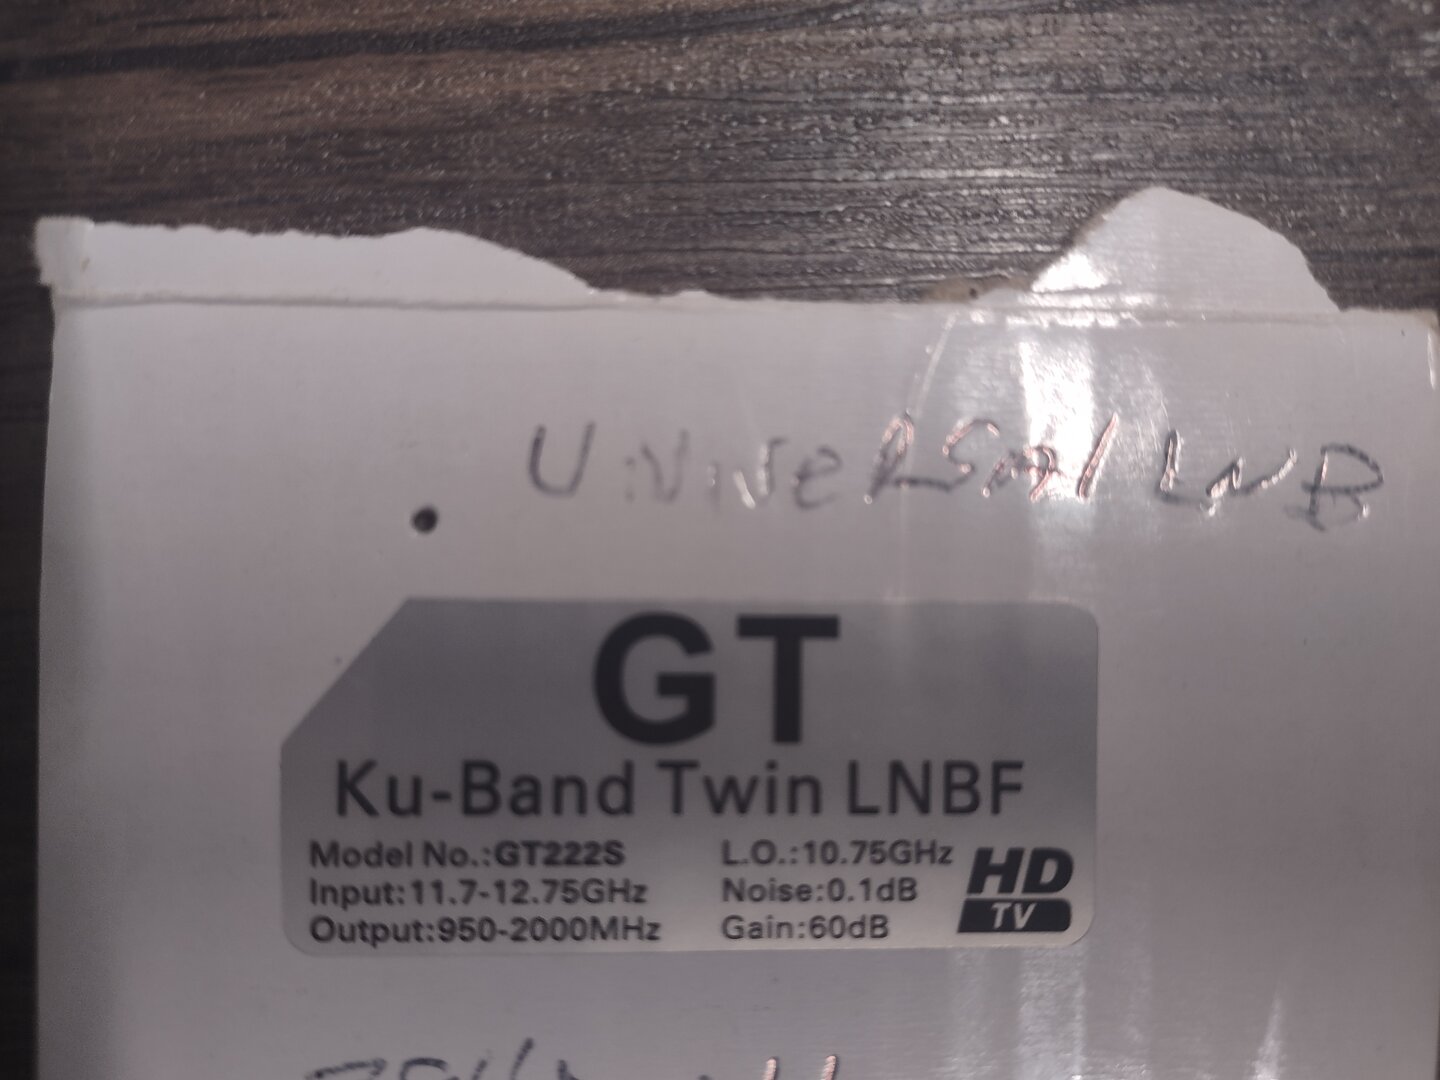 UNiVeRSAl LNB
GT
Ku-Band Twin LNBF
Model No.:GT222S
L.O.:10.75GHz
Input:11.7-12.75GHz
Noise:0.1dB
Output:950-2000MHz
Gain:60dB
HD
TV